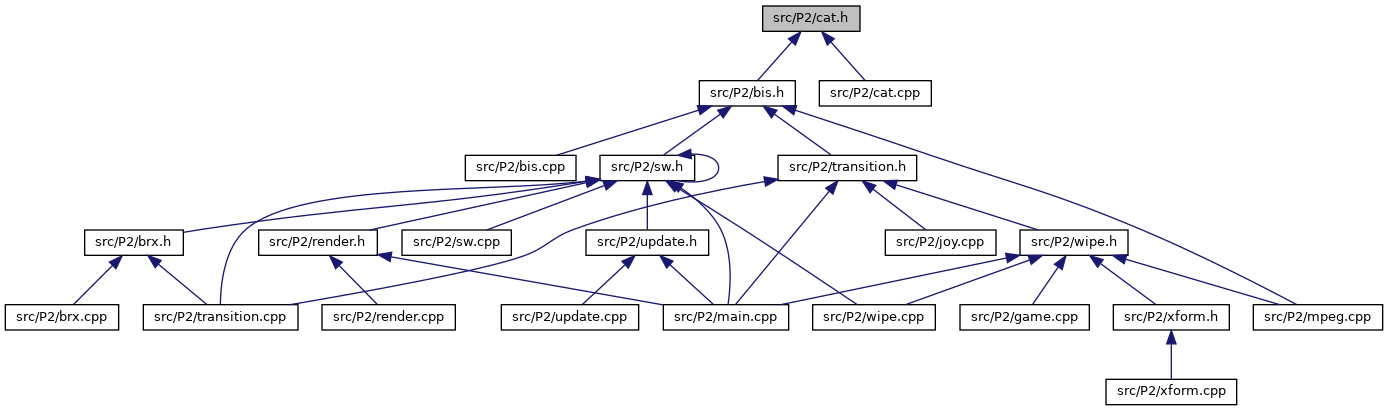 src/P2/cat.h
src/P2/bis.h
src/P2/cat.cpp
src/P2/bis.cpp
src/P2/sw.h
src/P2/transition.h
src/P2/brx.h
src/P2/render.h
src/P2/sw.cpp
src/P2/update.h
src/P2/joy.cpp
src/P2/wipe.h
src/P2/brx.cpp
src/P2/transition.cpp
src/P2/render.cpp
src/P2/update.cpp
src/P2/main.cpp
src/P2/wipe.cpp
src/P2/game.cpp
src/P2/xform.h
src/P2/mpeg.cpp
src/P2/xform.cpp